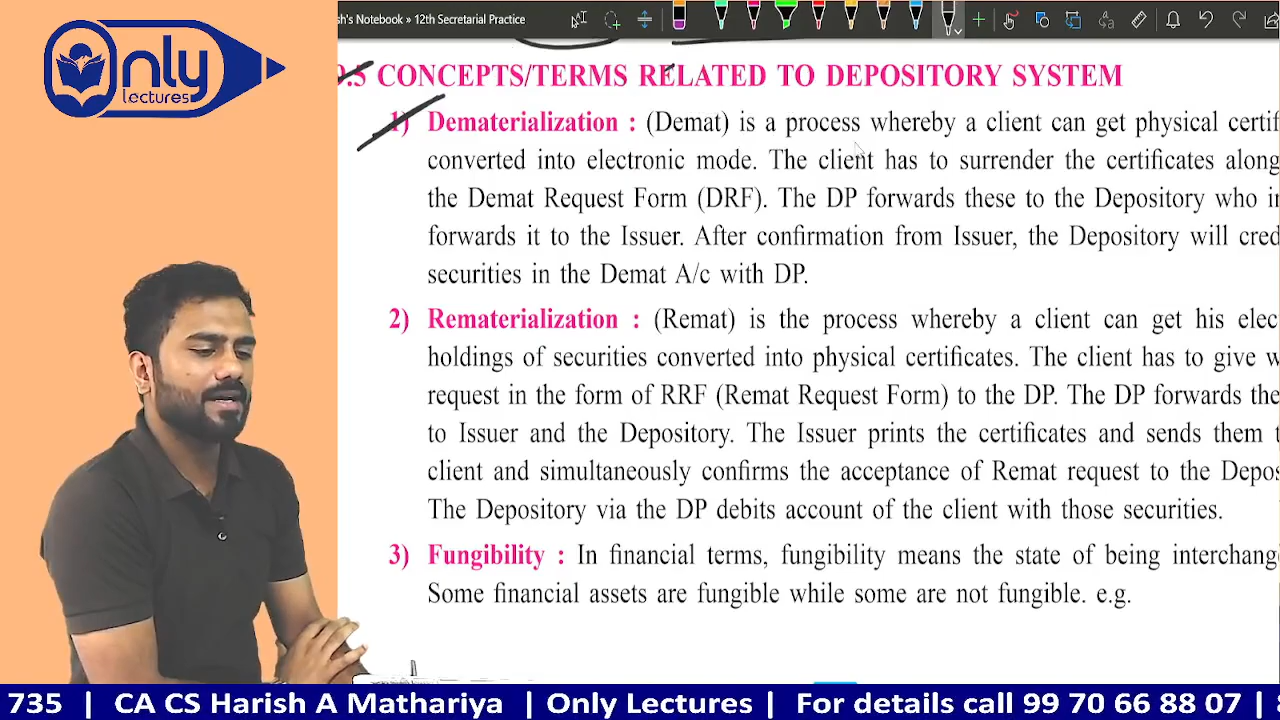 Only
lectures
sh's Notebook » 12th Secretarial Practice
9.5 CONCEPTS/TERMS RELATED TO DEPOSITORY SYSTEM
1) Dematerialization : (Demat) is a process whereby a client can get physical certif
converted into electronic mode. The client has to surrender the certificates along
the Demat Request Form (DRF). The DP forwards these to the Depository who in
forwards it to the Issuer. After confirmation from Issuer, the Depository will cred
securities in the Demat A/c with DP.
2) Rematerialization : (Remat) is the process whereby a client can get his elec
holdings of securities converted into physical certificates. The client has to give w
request in the form of RRF (Remat Request Form) to the DP. The DP forwards the
to Issuer and the Depository. The Issuer prints the certificates and sends them t
client and simultaneously confirms the acceptance of Remat request to the Depos
The Depository via the DP debits account of the client with those securities.
3) Fungibility : In financial terms, fungibility means the state of being interchangi
Some financial assets are fungible while some are not fungible. e.g.
735 | CA CS Harish A Mathariya | Only Lectures | For details call 99 70 66 88 07 |